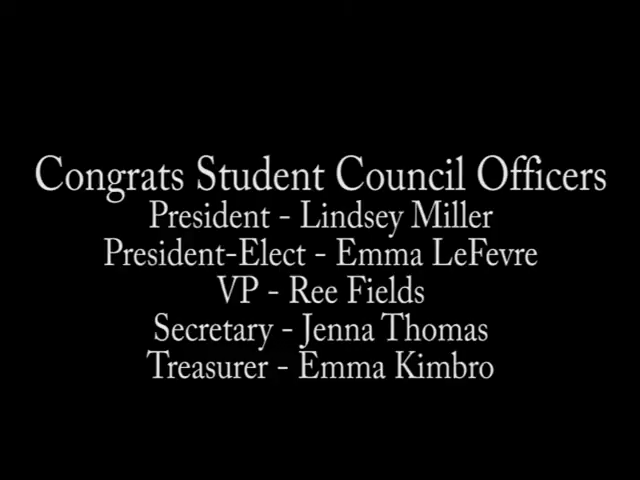 Congrats Student Council Officers
President - Lindsey Miller
President-Elect - Emma LeFevre
VP - Ree Fields
Secretary - Jenna Thomas
Treasurer - Emma Kimbro